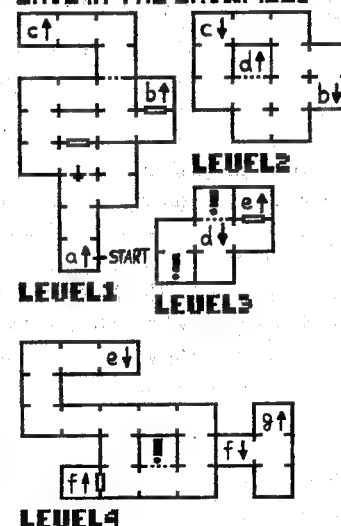 c↑
b↑
a↑ START
LEVEL1
c↓
d↑
b↓
LEVEL2
! e↑
d↓
!
LEVEL3
e↓
g↑
!
f↓
f↑
LEVEL4